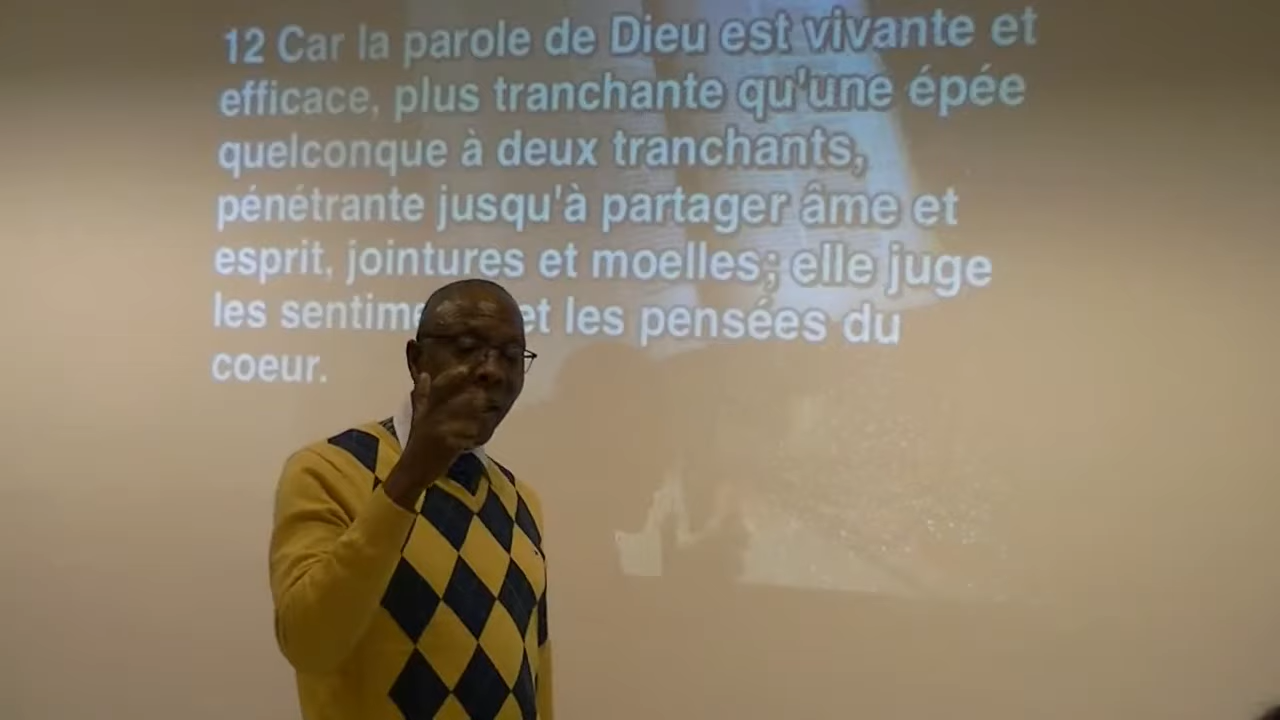 12 Car la parole de Dieu est vivante et
efficace, plus tranchante qu'une épée
quelconque à deux tranchants,
pénétrante jusqu'à partager âme et
esprit, jointures et moelles; elle juge
les et les pensées du
coeur.